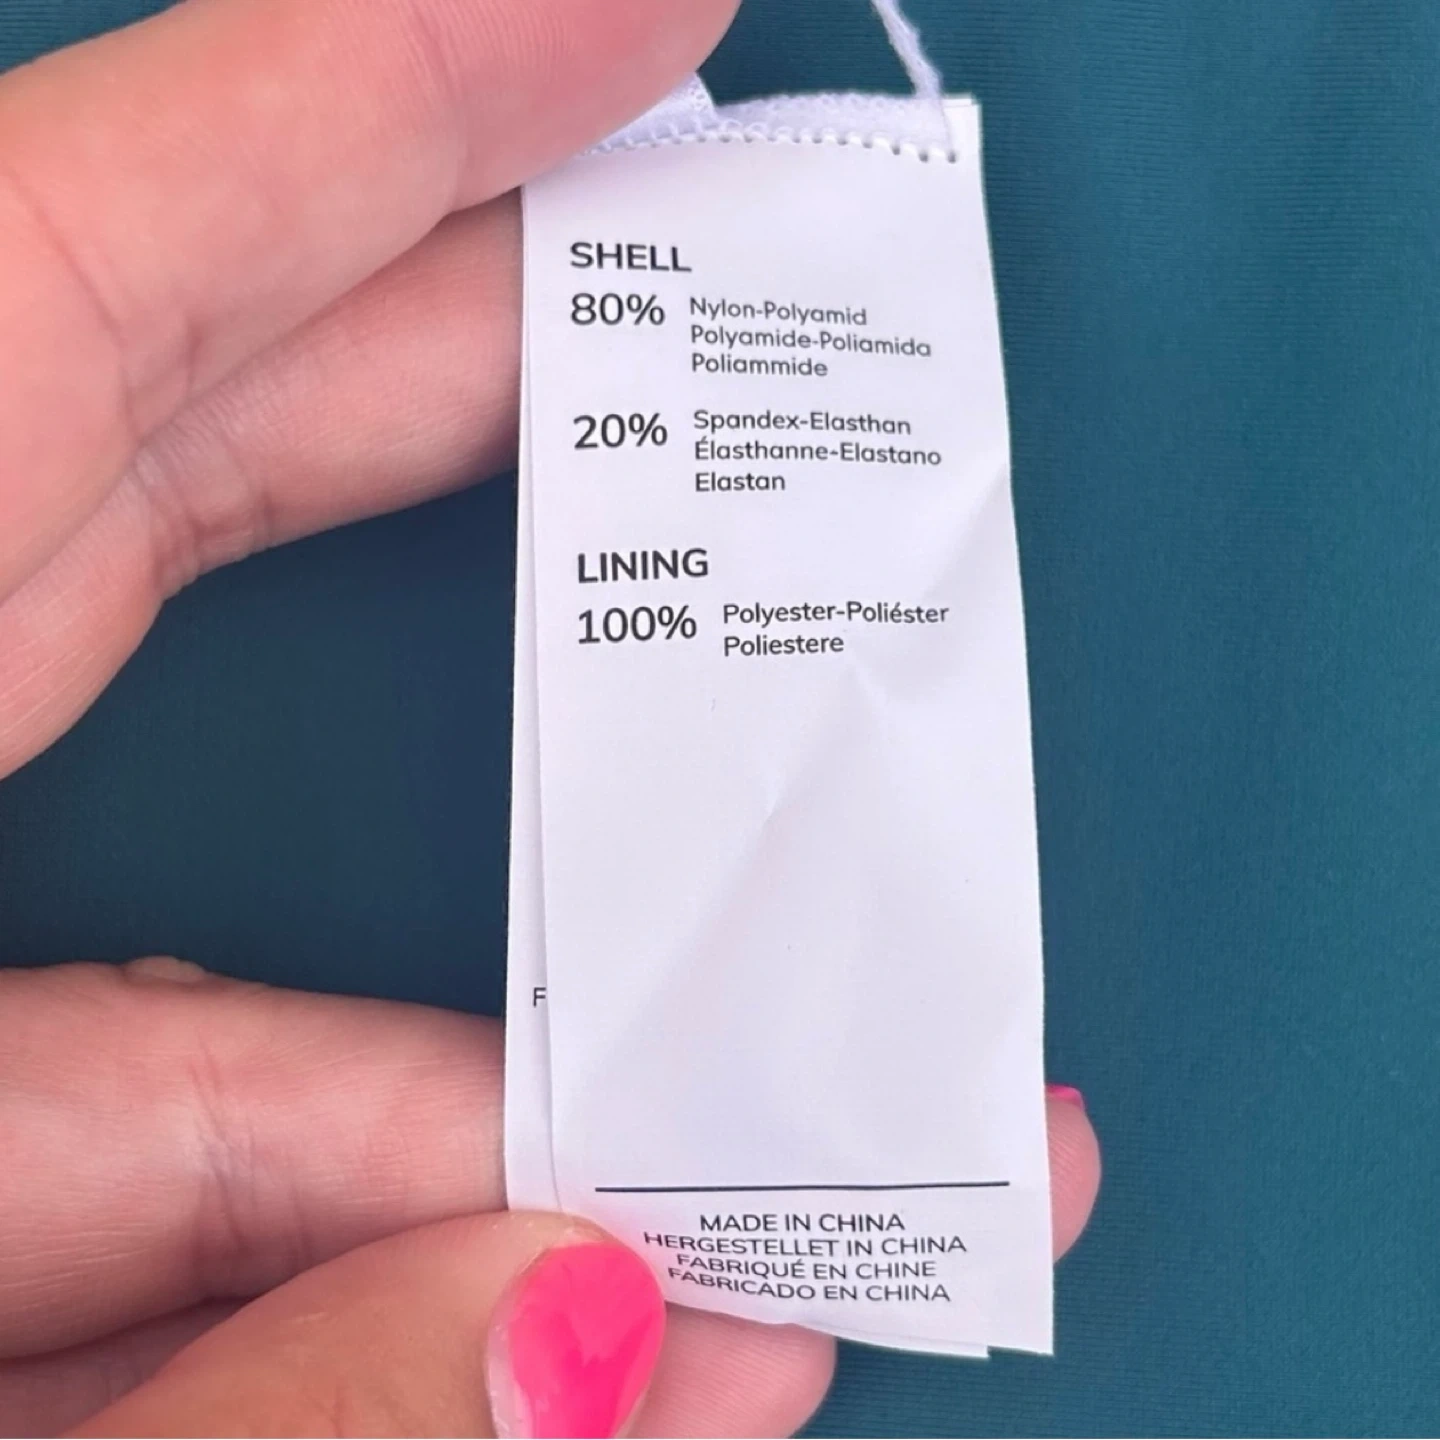 SHELL
80% Nylon-Polyamid
Polyamide-Poliamida
Poliammide
20% Spandex-Elasthan
Élasthanne-Elastano
Elastan
LINING
100% Polyester-Poliéster
Poliestere
F
MADE IN CHINA
HERGESTELLET IN CHINA
FABRIQUÉ EN CHINE
FABRICADO EN CHINA